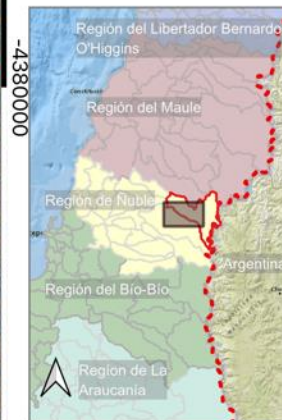 -43800000
Región del Libertador Bernardo
O'Higgins
Región del Maule
Región de Ñuble
Argentina
Región del Bío-Bío
Región de La
Araucanía